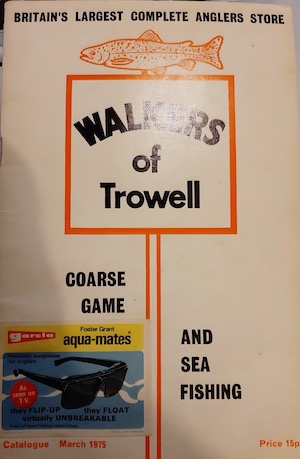 BRITAIN'S LARGEST COMPLETE ANGLERS STORE
WALKERS
of
Trowell
COARSE
GAME
AND
SEA
FISHING
garcia
Foster Grant
aqua-mates®
As
seen on
T.V.
they FLIP-UP they FLOAT
virtually UNBREAKABLE
Catalogue March 1975
Price 15p